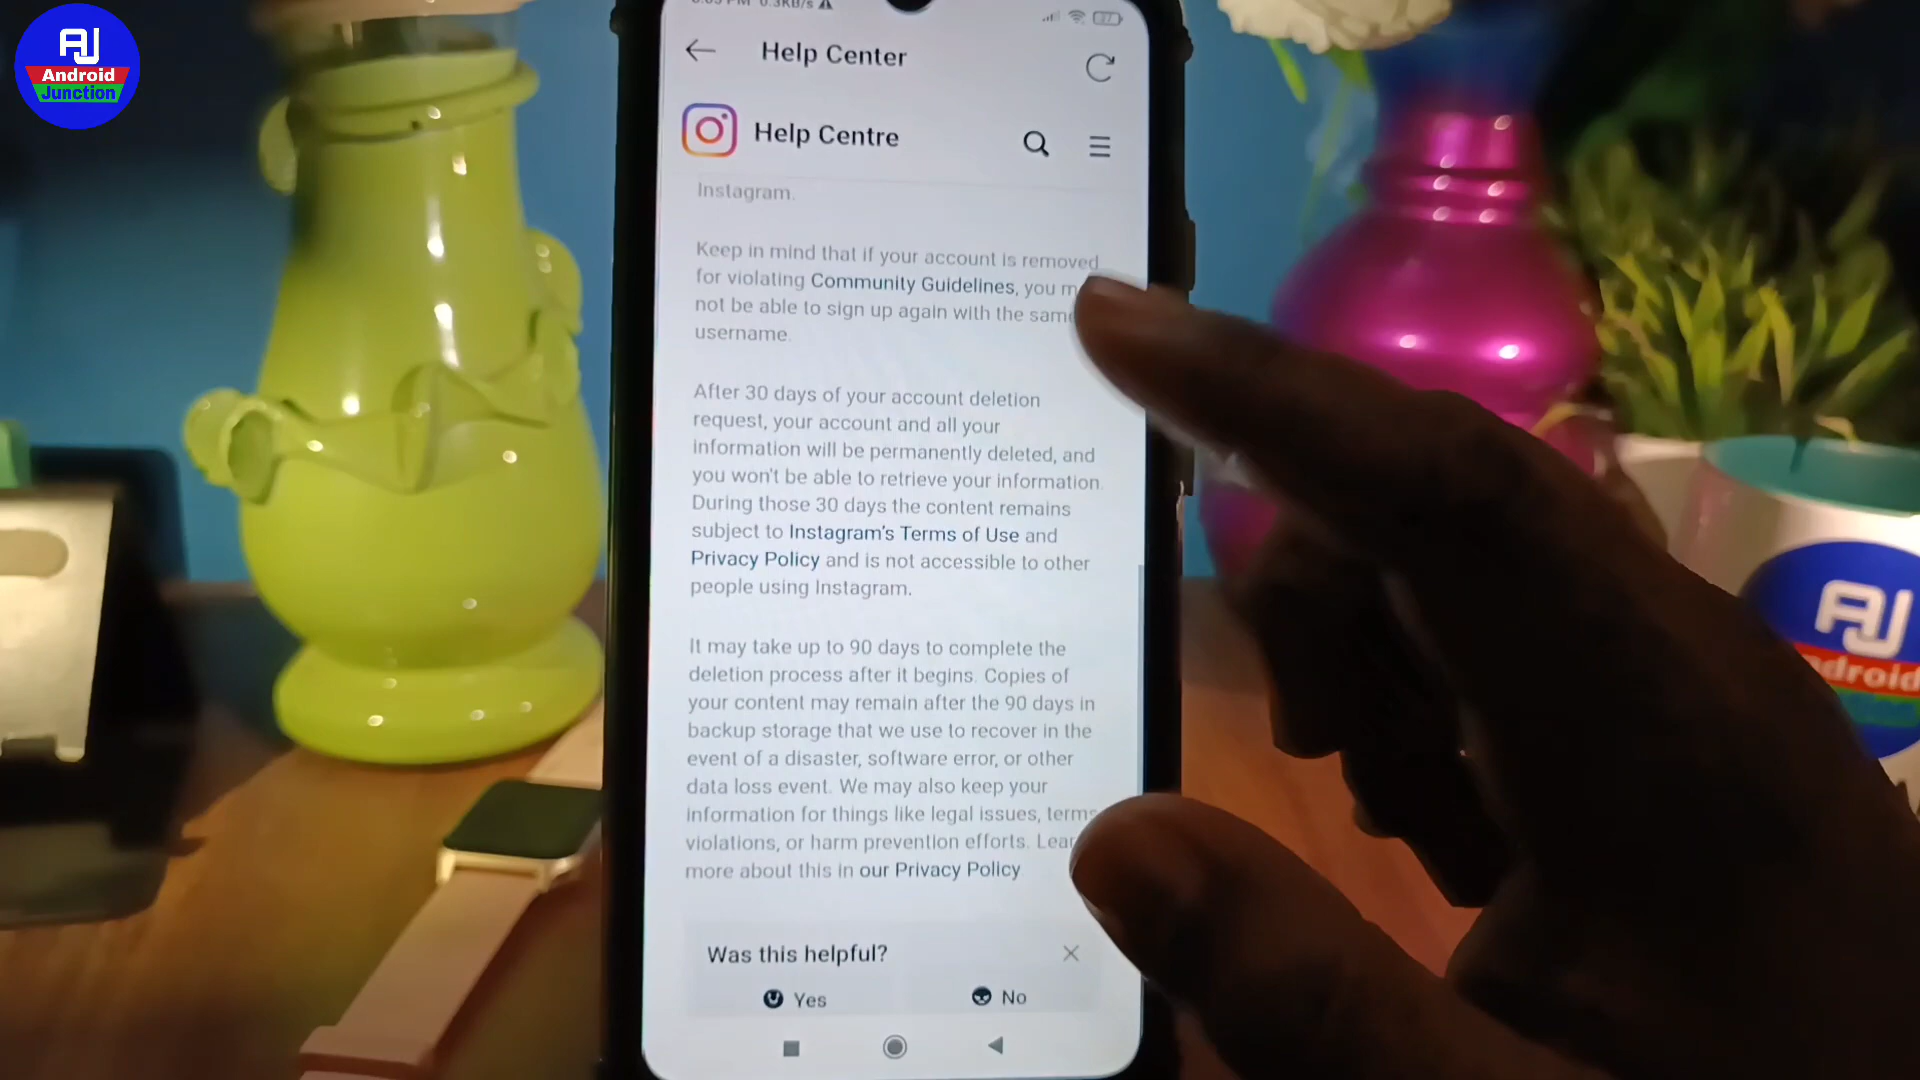 AJ
Android
Junction
Help Center
Help Centre
Instagram.
Keep in mind that if your account is removed
for violating Community Guidelines, you
not be able to sign up again with the same
username.
After 30 days of your account deletion
request, your account and all your
information will be permanently deleted, and
you won't be able to retrieve your information.
During those 30 days the content remains
subject to Instagram's Terms of Use and
Privacy Policy and is not accessible to other
people using Instagram.
It may take up to 90 days to complete the
deletion process after it begins. Copies of
your content may remain after the 90 days in
backup storage that we use to recover in the
event of a disaster, software error, or other
data loss event. We may also keep your
information for things like legal issues, terms
violations, or harm prevention efforts.
more about this in our Privacy Policy
Was this helpful?
Yes
No
AJ